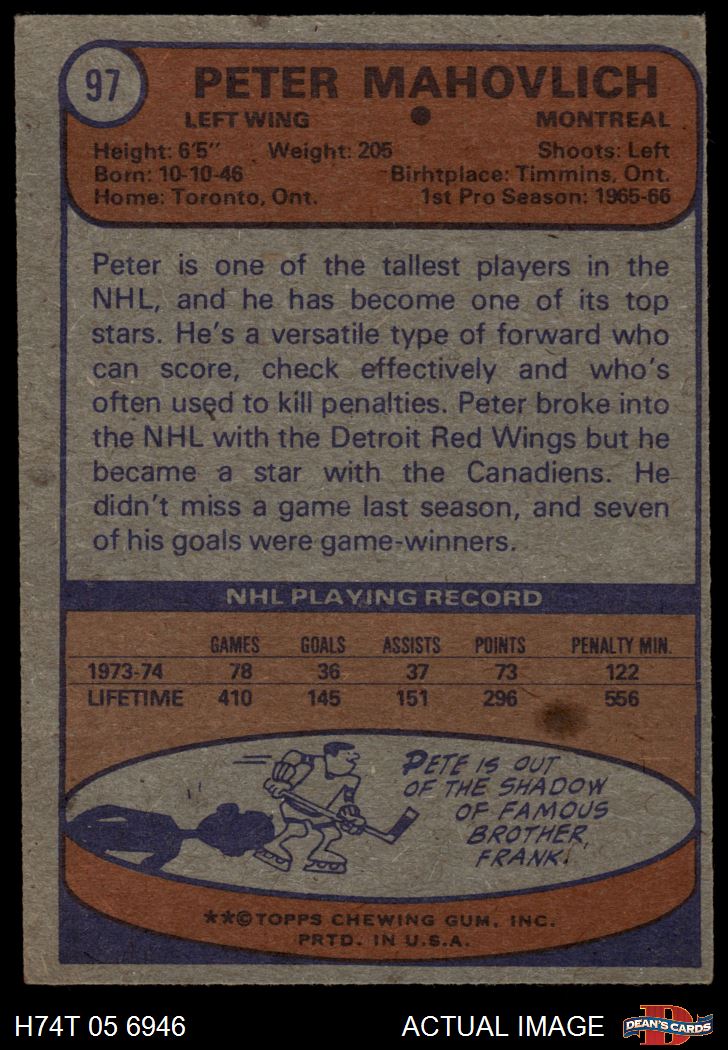 97
PETER MAHOVLICH
LEFT WING MONTREAL
Height: 6'5" Weight: 205 Shoots: Left
Born: 10-10-46 Birhtplace: Timmins, Ont.
Home: Toronto, Ont. 1st Pro Season: 1965-66
Peter is one of the tallest players in the
NHL, and he has become one of its top
stars. He's a versatile type of forward who
can score, check effectively and who's
often used to kill penalties. Peter broke into
the NHL with the Detroit Red Wings but he
became a star with the Canadiens. He
didn't miss a game last season, and seven
of his goals were game-winners.
NHL PLAYING RECORD
GAMES GOALS ASSISTS POINTS PENALTY MIN.
1973-74 78 36 37 73 122
LIFETIME 410 145 151 296 556
PETE IS OUT
OF THE SHADOW
OF FAMOUS
BROTHER,
FRANK!
**©TOPPS CHEWING GUM, INC.
PRTD. IN U.S.A.
H74T 05 6946 ACTUAL IMAGE
D
DEAN'S CARDS